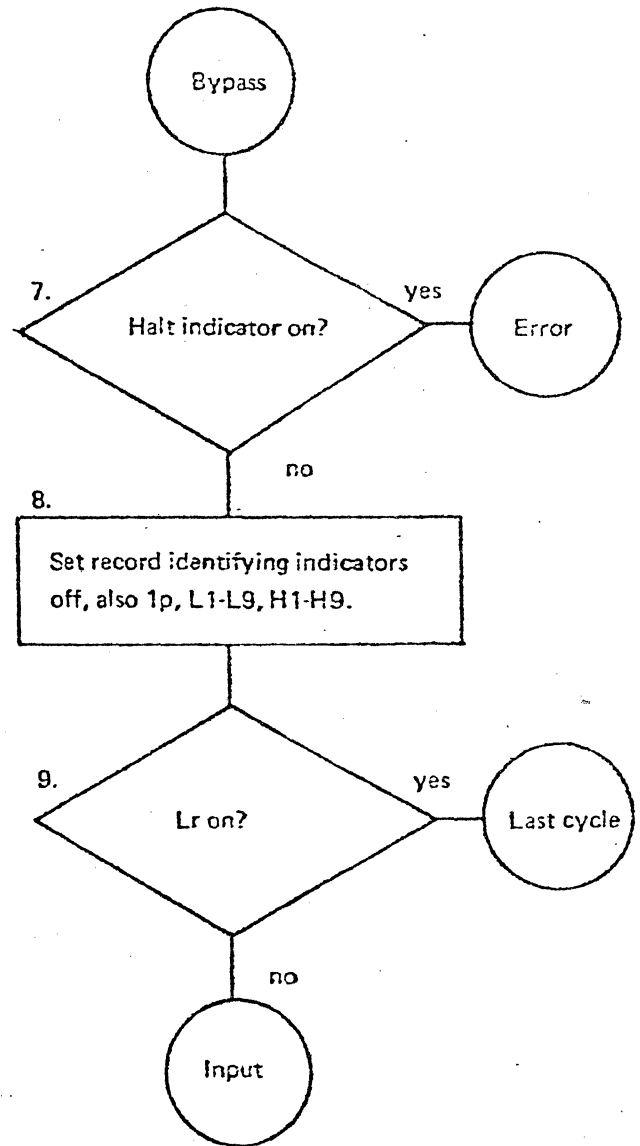 Bypass
7.
Halt indicator on?
yes
Error
no
8.
Set record identifying indicators
off, also 1p, L1-L9, H1-H9.
9.
Lr on?
yes
Last cycle
no
Input